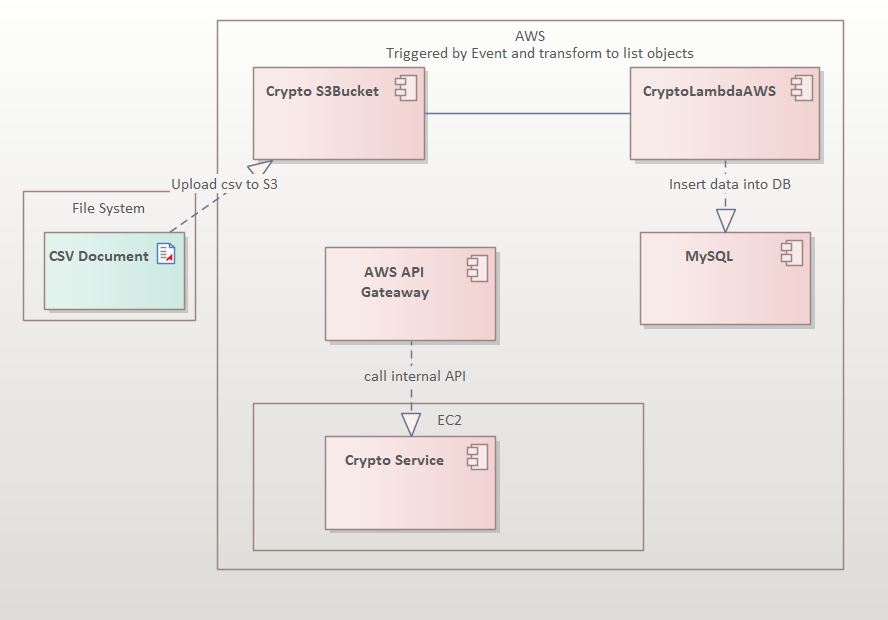 AWS
Triggered by Event and transform to list objects
Crypto S3Bucket
CryptoLambdaAWS
Upload csv to S3
Insert data into DB
File System
CSV Document
AWS API
Gateaway
MySQL
call internal API
EC2
Crypto Service